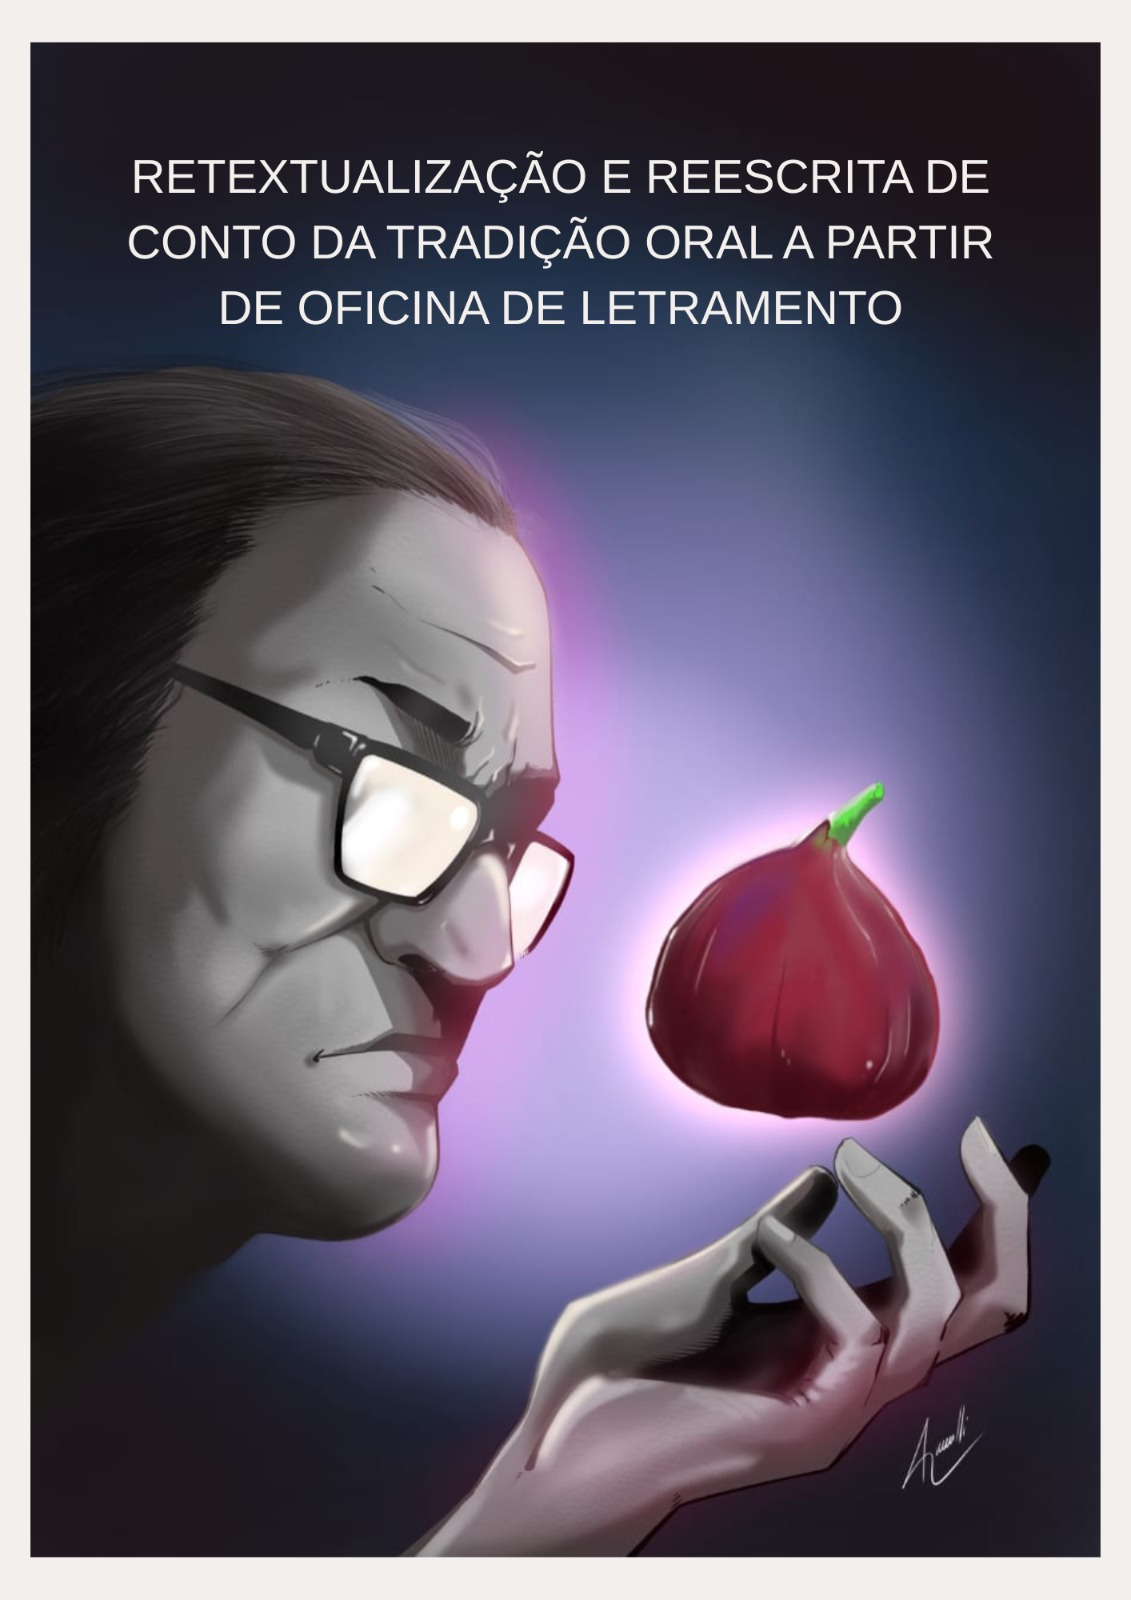 RETEXTUALIZAÇÃO E REESCRITA DE
CONTO DA TRADIÇÃO ORAL A PARTIR
DE OFICINA DE LETRAMENTO